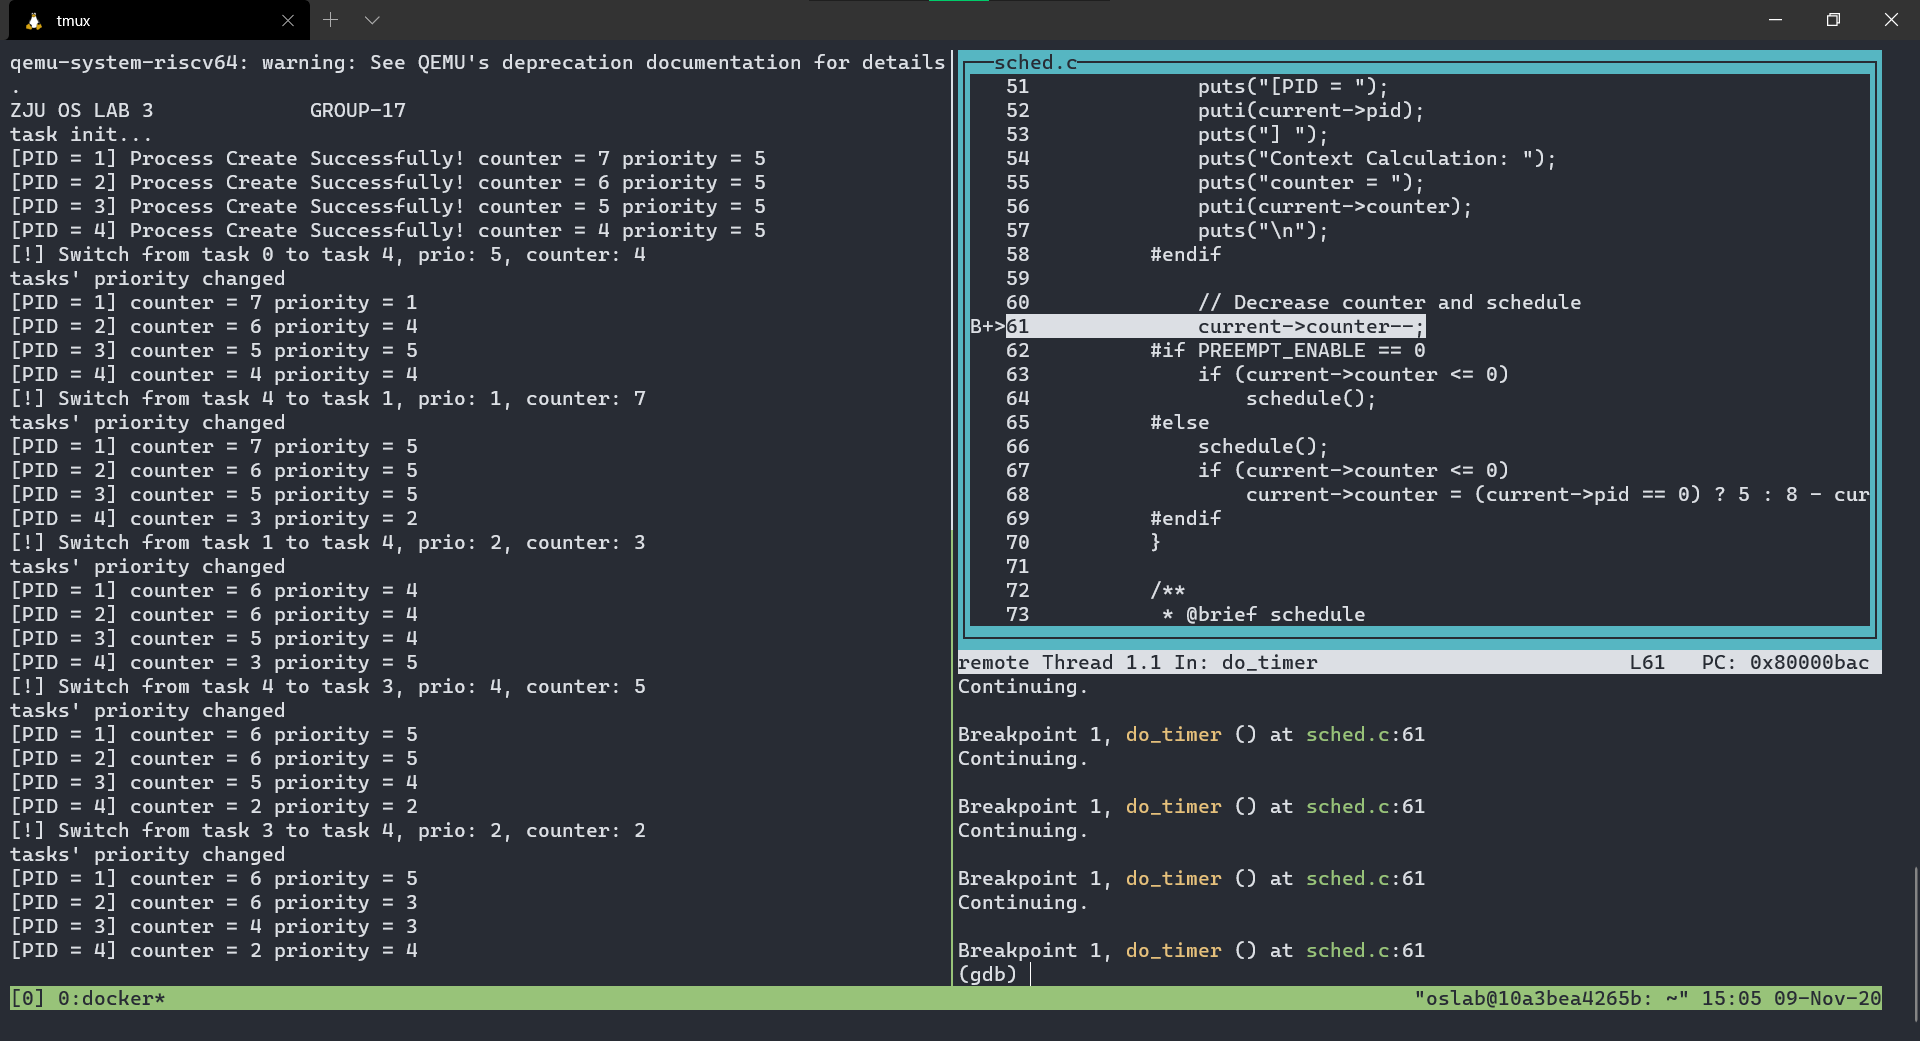 tmux
qemu-system-riscv64: warning: See QEMU's deprecation documentation for details
.
ZJU OS LAB 3             GROUP-17
task init...
[PID = 1] Process Create Successfully! counter = 7 priority = 5
[PID = 2] Process Create Successfully! counter = 6 priority = 5
[PID = 3] Process Create Successfully! counter = 5 priority = 5
[PID = 4] Process Create Successfully! counter = 4 priority = 5
[!] Switch from task 0 to task 4, prio: 5, counter: 4
tasks' priority changed
[PID = 1] counter = 7 priority = 1
[PID = 2] counter = 6 priority = 4
[PID = 3] counter = 5 priority = 5
[PID = 4] counter = 4 priority = 4
[!] Switch from task 4 to task 1, prio: 1, counter: 7
tasks' priority changed
[PID = 1] counter = 7 priority = 5
[PID = 2] counter = 6 priority = 5
[PID = 3] counter = 5 priority = 5
[PID = 4] counter = 3 priority = 2
[!] Switch from task 1 to task 4, prio: 2, counter: 3
tasks' priority changed
[PID = 1] counter = 6 priority = 4
[PID = 2] counter = 6 priority = 4
[PID = 3] counter = 5 priority = 4
[PID = 4] counter = 3 priority = 5
[!] Switch from task 4 to task 3, prio: 4, counter: 5
tasks' priority changed
[PID = 1] counter = 6 priority = 5
[PID = 2] counter = 6 priority = 5
[PID = 3] counter = 5 priority = 4
[PID = 4] counter = 2 priority = 2
[!] Switch from task 3 to task 4, prio: 2, counter: 2
tasks' priority changed
[PID = 1] counter = 6 priority = 5
[PID = 2] counter = 6 priority = 3
[PID = 3] counter = 4 priority = 3
[PID = 4] counter = 2 priority = 4
sched.c
51              puts("[PID = ");
52              puti(current->pid);
53              puts("] ");
54              puts("Context Calculation: ");
55              puts("counter = ");
56              puti(current->counter);
57              puts("\n");
58          #endif
59
60              // Decrease counter and schedule
B+>61              current->counter--;
62          #if PREEMPT_ENABLE == 0
63              if (current->counter <= 0)
64                  schedule();
65          #else
66              schedule();
67              if (current->counter <= 0)
68                  current->counter = (current->pid == 0) ? 5 : 8 - cur
69          #endif
70          }
71
72          /**
73           * @brief schedule
remote Thread 1.1 In: do_timer                          L61   PC: 0x80000bac
Continuing.
Breakpoint 1, do_timer () at sched.c:61
Continuing.
Breakpoint 1, do_timer () at sched.c:61
Continuing.
Breakpoint 1, do_timer () at sched.c:61
Continuing.
Breakpoint 1, do_timer () at sched.c:61
(gdb)
[0] 0:docker*                    "oslab@10a3bea4265b: ~" 15:05 09-Nov-20